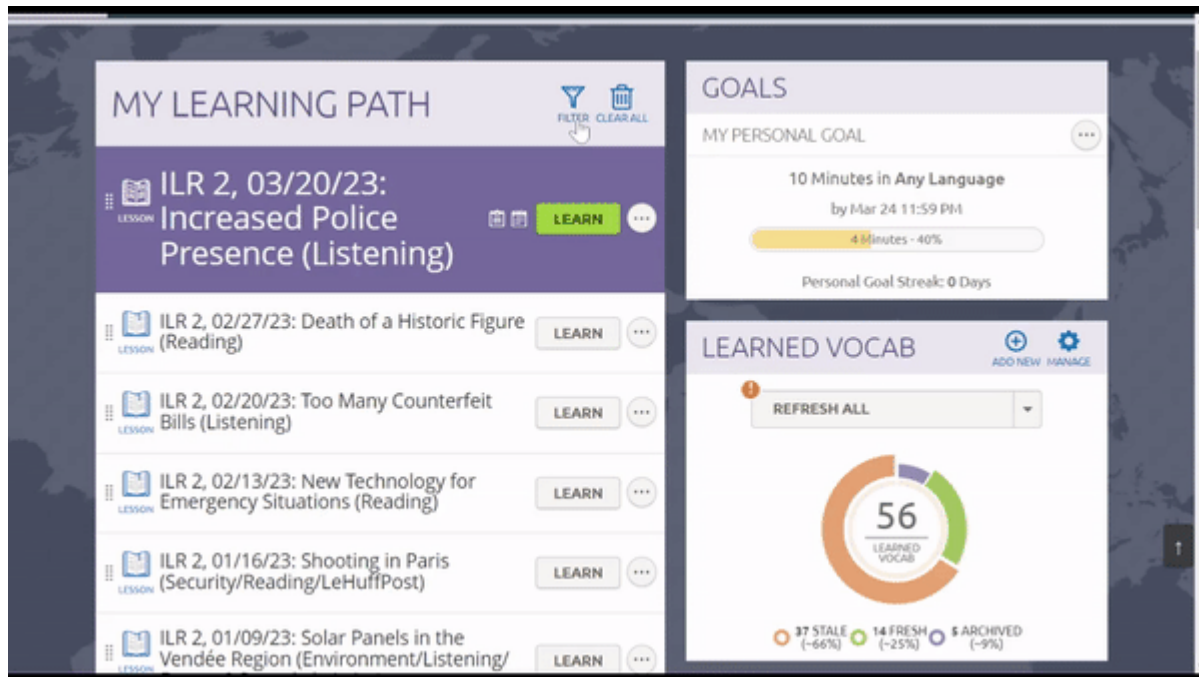 MY LEARNING PATH
FILTER CLEAR ALL
LESSON
ILR 2, 03/20/23:
Increased Police
Presence (Listening)
LEARN
LESSON
ILR 2, 02/27/23: Death of a Historic Figure
(Reading)
LEARN
LESSON
ILR 2, 02/20/23: Too Many Counterfeit
Bills (Listening)
LEARN
LESSON
ILR 2, 02/13/23: New Technology for
Emergency Situations (Reading)
LEARN
LESSON
ILR 2, 01/16/23: Shooting in Paris
(Security/Reading/LeHuffPost)
LEARN
LESSON
ILR 2, 01/09/23: Solar Panels in the
Vendée Region (Environment/Listening/
LEARN
GOALS
MY PERSONAL GOAL
10 Minutes in Any Language
by Mar 24 11:59 PM
4 Minutes - 40%
Personal Goal Streak: 0 Days
LEARNED VOCAB
ADD NEW MANAGE
!
REFRESH ALL
56
LEARNED
VOCAB
37 STALE 14 FRESH 5 ARCHIVED
(~66%) (~25%) (~9%)